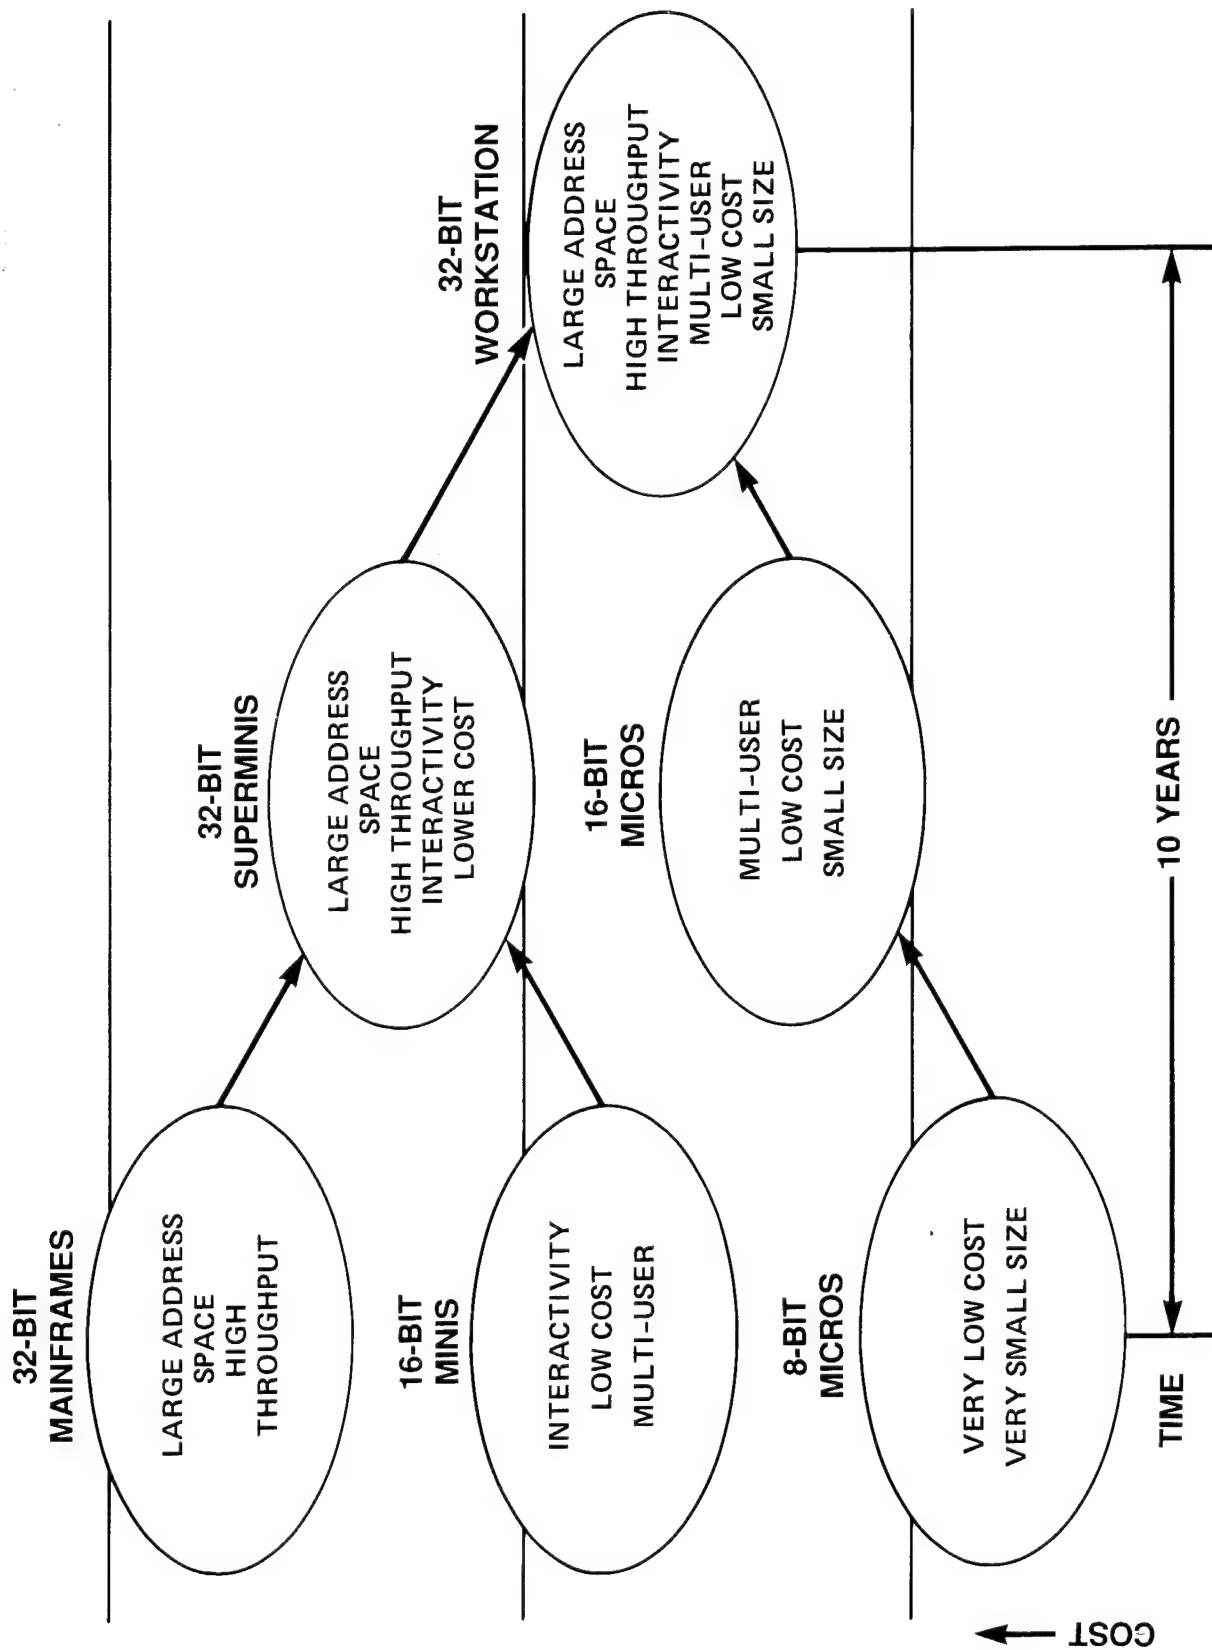 32-BIT
MAINFRAMES
LARGE ADDRESS
SPACE
HIGH
THROUGHPUT
16-BIT
MINIS
INTERACTIVITY
LOW COST
MULTI-USER
8-BIT
MICROS
VERY LOW COST
VERY SMALL SIZE
32-BIT
SUPERMINIS
LARGE ADDRESS
SPACE
HIGH THROUGHPUT
INTERACTIVITY
LOWER COST
16-BIT
MICROS
MULTI-USER
LOW COST
SMALL SIZE
32-BIT
WORKSTATION
LARGE ADDRESS
SPACE
HIGH THROUGHPUT
INTERACTIVITY
MULTI-USER
LOW COST
SMALL SIZE
COST
TIME
10 YEARS